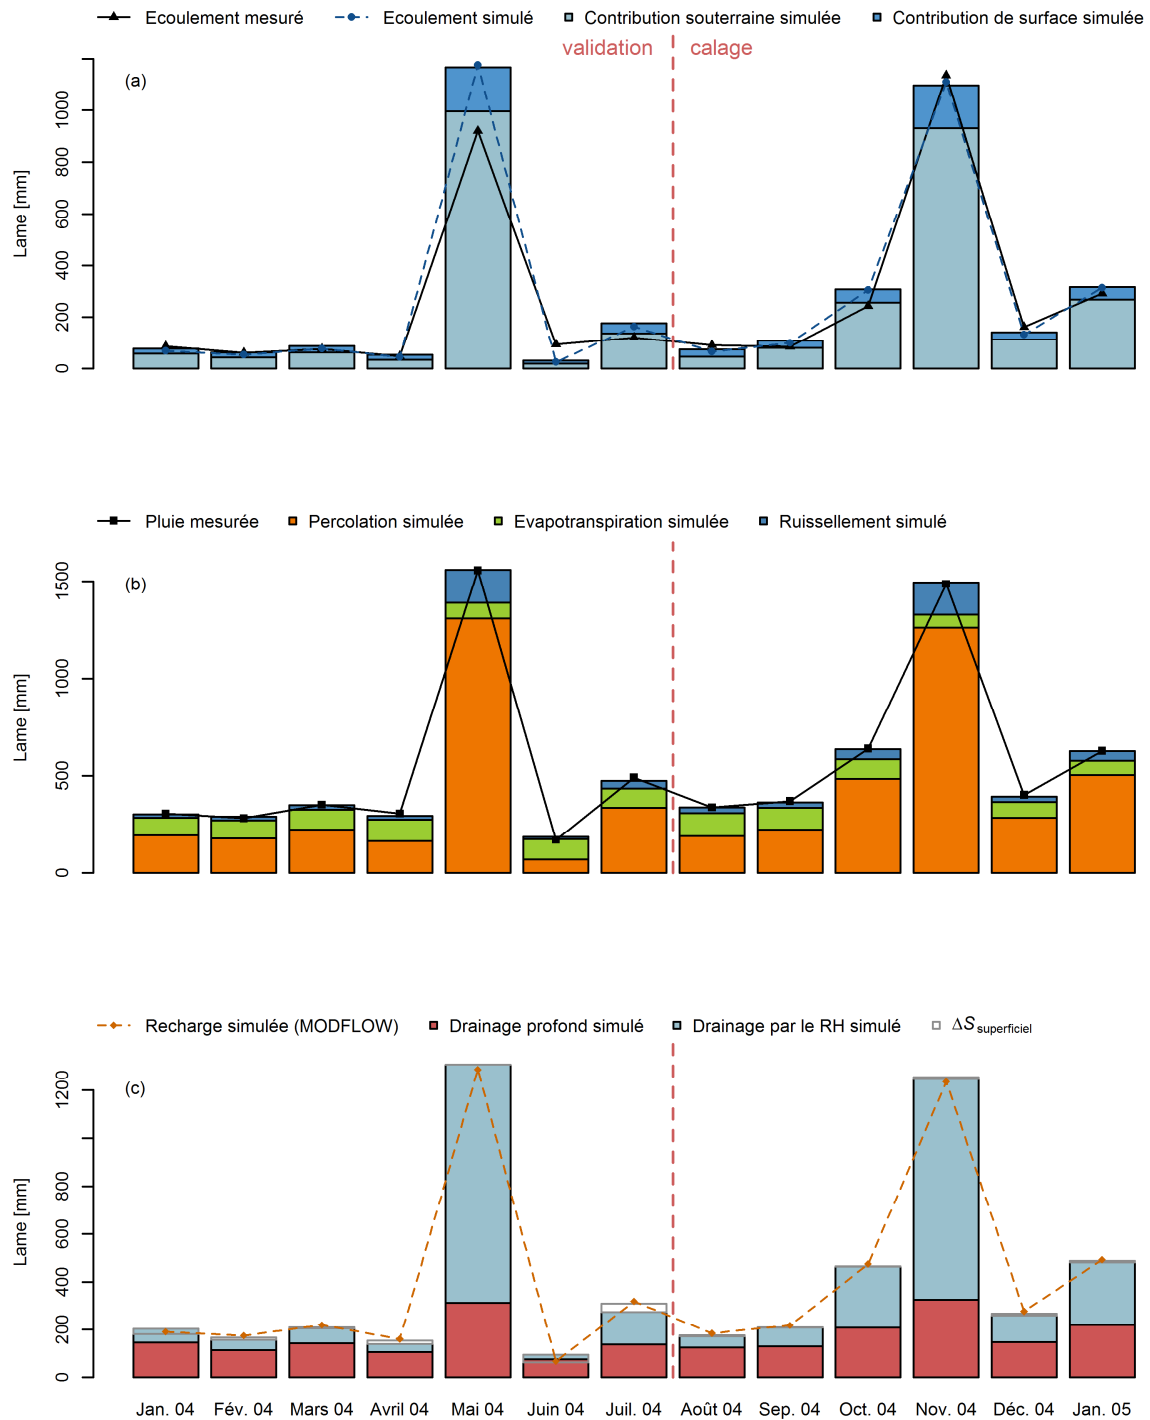 Ecoulement mesuré Ecoulement simulé Contribution souterraine simulée Contribution de surface simulée
validation calage
(a)
Lame [mm]
0 200 400 600 800 1000
Pluie mesurée Percolation simulée Evapotranspiration simulée Ruissellement simulé
(b)
Lame [mm]
0 500 1000 1500
Recharge simulée (MODFLOW) Drainage profond simulé Drainage par le RH simulé ΔS superficiel
(c)
Lame [mm]
0 200 400 600 800 1200
Jan. 04 Fév. 04 Mars 04 Avril 04 Mai 04 Juin 04 Juil. 04 Août 04 Sep. 04 Oct. 04 Nov. 04 Déc. 04 Jan. 05